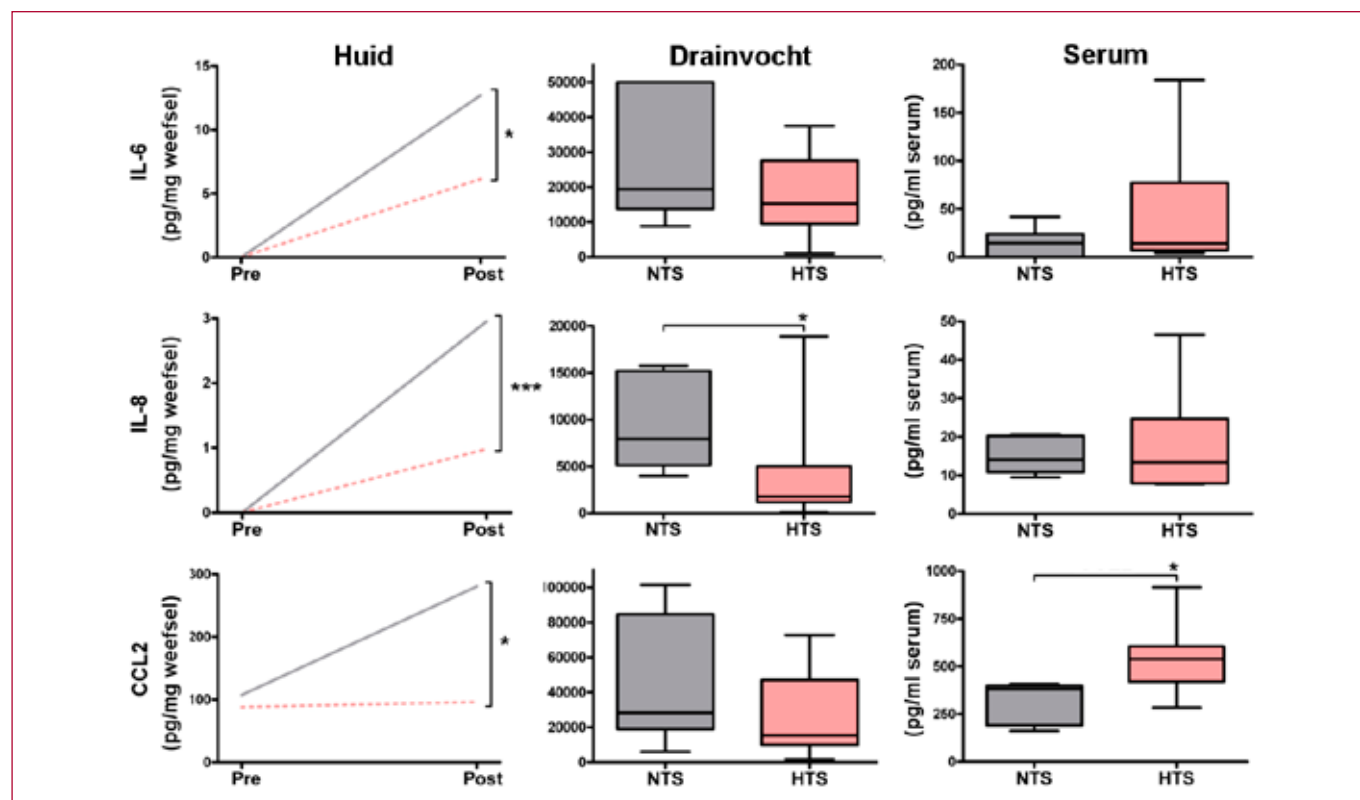 Huid
Drainvocht
Serum
IL-6
(pg/mg weefsel)
15
10
5
0
Pre
Post
*
50000
40000
30000
20000
10000
0
NTS
HTS
(pg/ml serum)
200
150
100
50
0
NTS
HTS
IL-8
(pg/mg weefsel)
3
2
1
0
Pre
Post
***
20000
15000
10000
5000
0
NTS
HTS
*
(pg/ml serum)
50
40
30
20
10
0
NTS
HTS
CCL2
(pg/mg weefsel)
300
200
100
0
Pre
Post
*
100000
80000
60000
40000
20000
0
NTS
HTS
(pg/ml serum)
1000
750
500
250
0
NTS
HTS
*